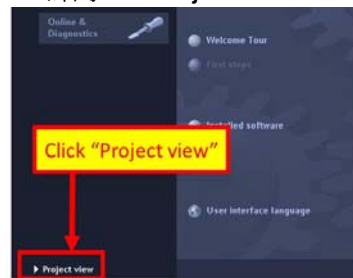 Online &
Diagnostics
Welcome Tour
First steps
Installed software
Click "Project view"
User interface language
Project view